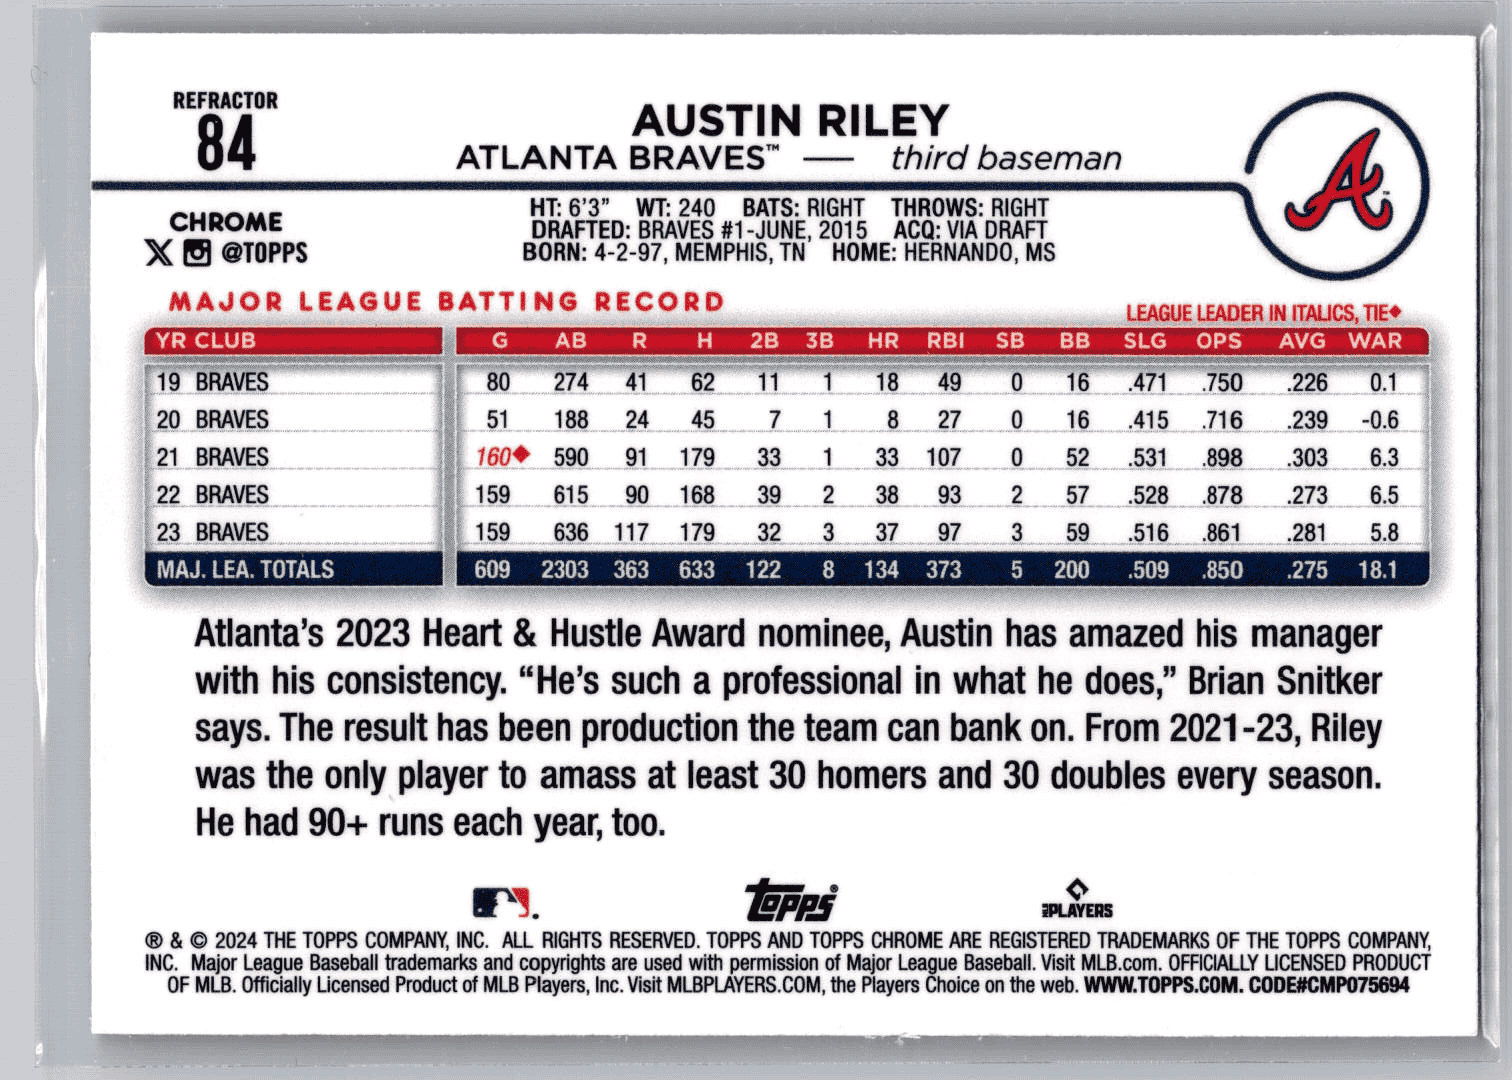 REFRACTOR
84
AUSTIN RILEY
ATLANTA BRAVES™ — third baseman
CHROME
@TOPPS
HT: 6'3” WT: 240 BATS: RIGHT THROWS: RIGHT
DRAFTED: BRAVES #1-JUNE, 2015 ACQ: VIA DRAFT
BORN: 4-2-97, MEMPHIS, TN HOME: HERNANDO, MS
MAJOR LEAGUE BATTING RECORD
LEAGUE LEADER IN ITALICS, TIE◆
YR CLUB G AB R H 2B 3B HR RBI SB BB SLG OPS AVG WAR
19 BRAVES 80 274 41 62 11 1 18 49 0 16 .471 .750 .226 0.1
20 BRAVES 51 188 24 45 7 1 8 27 0 16 .415 .716 .239 -0.6
21 BRAVES 160◆ 590 91 179 33 1 33 107 0 52 .531 .898 .303 6.3
22 BRAVES 159 615 90 168 39 2 38 93 2 57 .528 .878 .273 6.5
23 BRAVES 159 636 117 179 32 3 37 97 3 59 .516 .861 .281 5.8
MAJ. LEA. TOTALS 609 2303 363 633 122 8 134 373 5 200 .509 .850 .275 18.1
Atlanta's 2023 Heart & Hustle Award nominee, Austin has amazed his manager
with his consistency. “He's such a professional in what he does,” Brian Snitker
says. The result has been production the team can bank on. From 2021-23, Riley
was the only player to amass at least 30 homers and 30 doubles every season.
He had 90+ runs each year, too.
Topps®
MLB PLAYERS
® & © 2024 THE TOPPS COMPANY, INC. ALL RIGHTS RESERVED. TOPPS AND TOPPS CHROME ARE REGISTERED TRADEMARKS OF THE TOPPS COMPANY,
INC. Major League Baseball trademarks and copyrights are used with permission of Major League Baseball. Visit MLB.com. OFFICIALLY LICENSED PRODUCT
OF MLB. Officially Licensed Product of MLB Players, Inc. Visit MLBPLAYERS.COM, the Players Choice on the web. WWW.TOPPS.COM. CODE#CMP075694